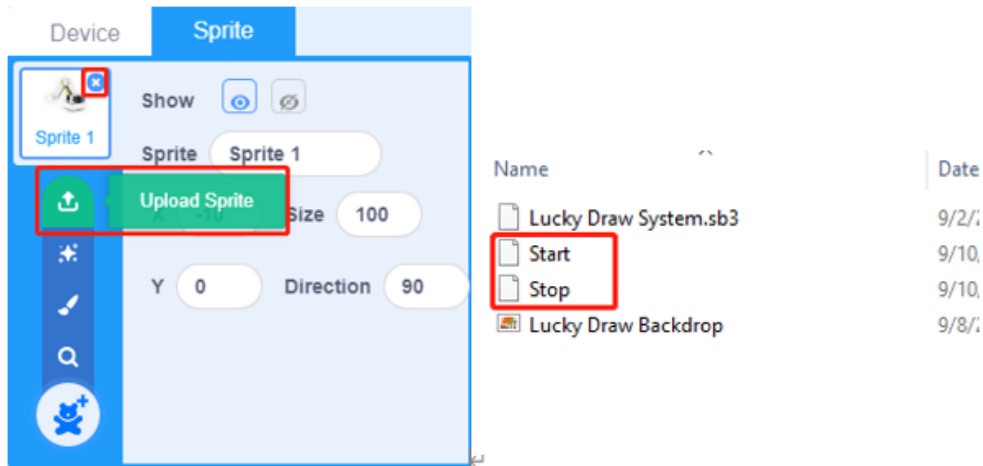 Device Sprite
Show
Sprite 1
Sprite Sprite 1
Upload Sprite
Size 100
Y 0 Direction 90
Name Date
Lucky Draw System.sb3 9/2/
Start 9/10/
Stop 9/10/
Lucky Draw Backdrop 9/8/